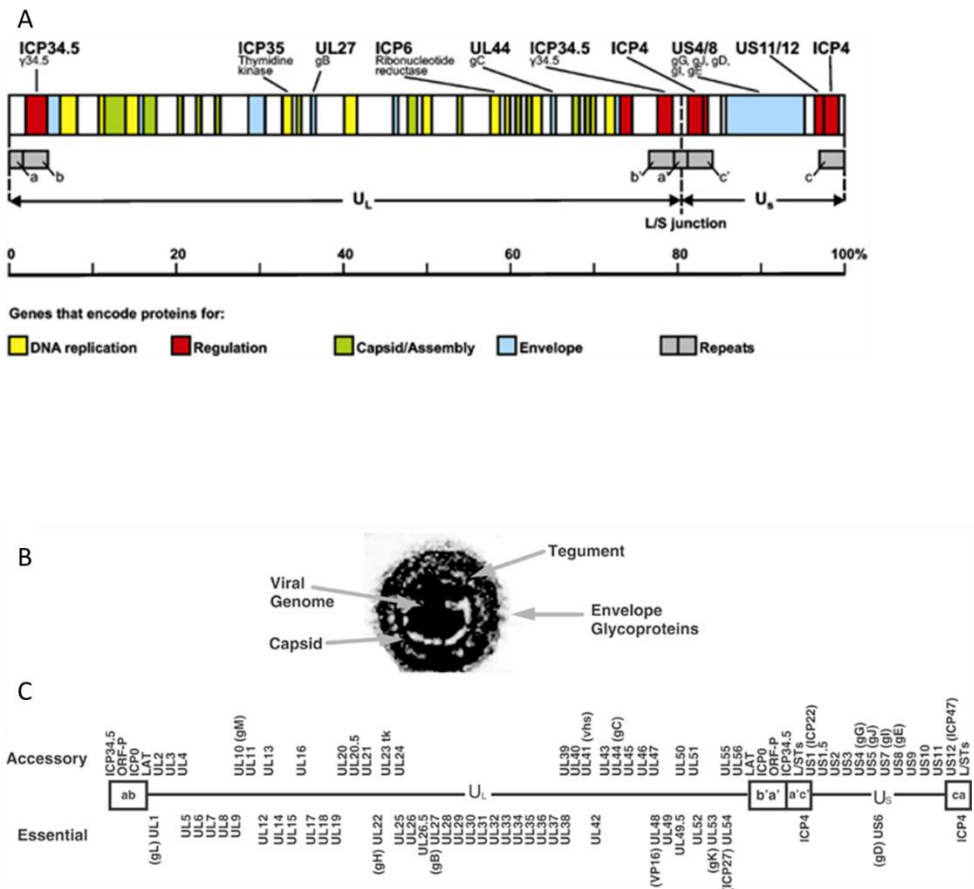 A
ICP34.5
γ34.5
ICP35
Thymidine
kinase
UL27
gB
ICP6
Ribonucleotide
reductase
UL44
gC
ICP34.5
γ34.5
ICP4
US4/8
gG, gJ, gD,
gI, gE
US11/12
ICP4
a
b
b'
a'
c'
c
UL
Us
L/S junction
0
20
40
60
80
100%
Genes that encode proteins for:
DNA replication
Regulation
Capsid/Assembly
Envelope
Repeats
B
Tegument
Viral
Genome
Envelope
Glycoproteins
Capsid
C
Accessory
ICP34.5
ORF-P
ICP0
LAT
UL2
UL3
UL4
UL10 (gM)
UL11
UL13
UL16
UL20
UL20.5
UL21
UL23 tk
UL24
UL39
UL40
UL41 (vhs)
UL43
UL44 (gC)
UL45
UL46
UL47
UL50
UL51
UL55
UL56
LAT
ICP0
ORF-P
ICP34.5
L/STs
US1 (ICP22)
US1.5
US2
US3
US4 (gG)
US5 (gJ)
US7 (gI)
US8 (gE)
US9
US10
US11
US12 (ICP47)
L/STs
ab
UL
b'a'
a'c'
US
ca
Essential
(gL) UL1
UL5
UL6
UL7
UL8
UL9
UL12
UL14
UL15
UL17
UL18
UL19
(gH) UL22
UL25
UL26
UL26.5
(gB) UL27
UL28
UL29
UL30
UL31
UL32
UL33
UL34
UL35
UL36
UL37
UL38
UL42
(VP16) UL48
UL49
UL49.5
UL52
(gK) UL53
(ICP27) UL54
ICP4
(gD) US6
ICP4